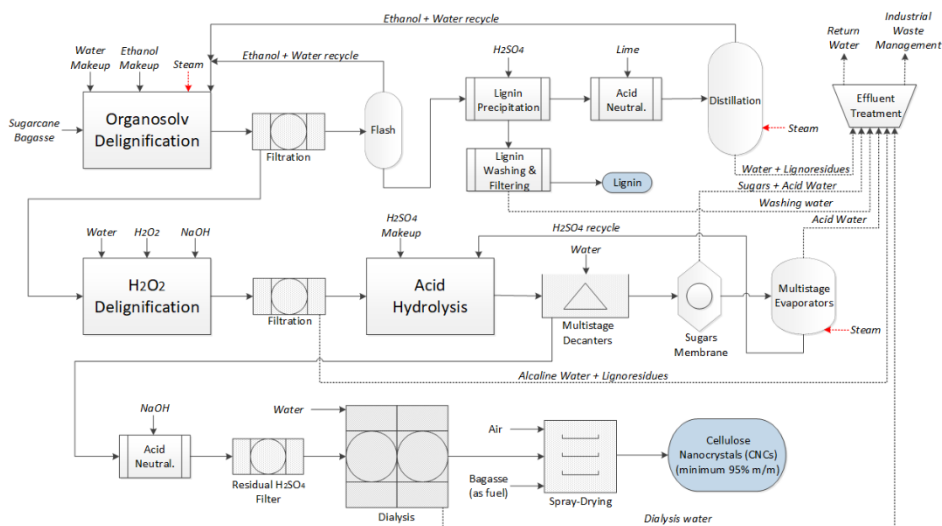 Ethanol + Water recycle
Industrial
Waste
Management
Return
Water
Water
Makeup
Ethanol
Makeup
Steam
Ethanol + Water recycle
H2SO4
Lime
Sugarcane
Bagasse
Organosolv
Delignification
Filtration
Flash
Lignin
Precipitation
Acid
Neutral.
Distillation
Effluent
Treatment
Steam
Lignin
Washing &
Filtering
Lignin
Water + Lignoresidues
Sugars + Acid Water
Washing water
Acid Water
Water
H2O2
NaOH
H2SO4
Makeup
H2SO4 recycle
Water
H2O2
Delignification
Filtration
Acid
Hydrolysis
Multistage
Decanters
Sugars
Membrane
Multistage
Evaporators
Steam
Alcaline Water + Lignoresidues
NaOH
Water
Air
Acid
Neutral.
Residual H2SO4
Filter
Dialysis
Bagasse
(as fuel)
Spray-Drying
Cellulose
Nanocrystals (CNCs)
(minimum 95% m/m)
Dialysis water